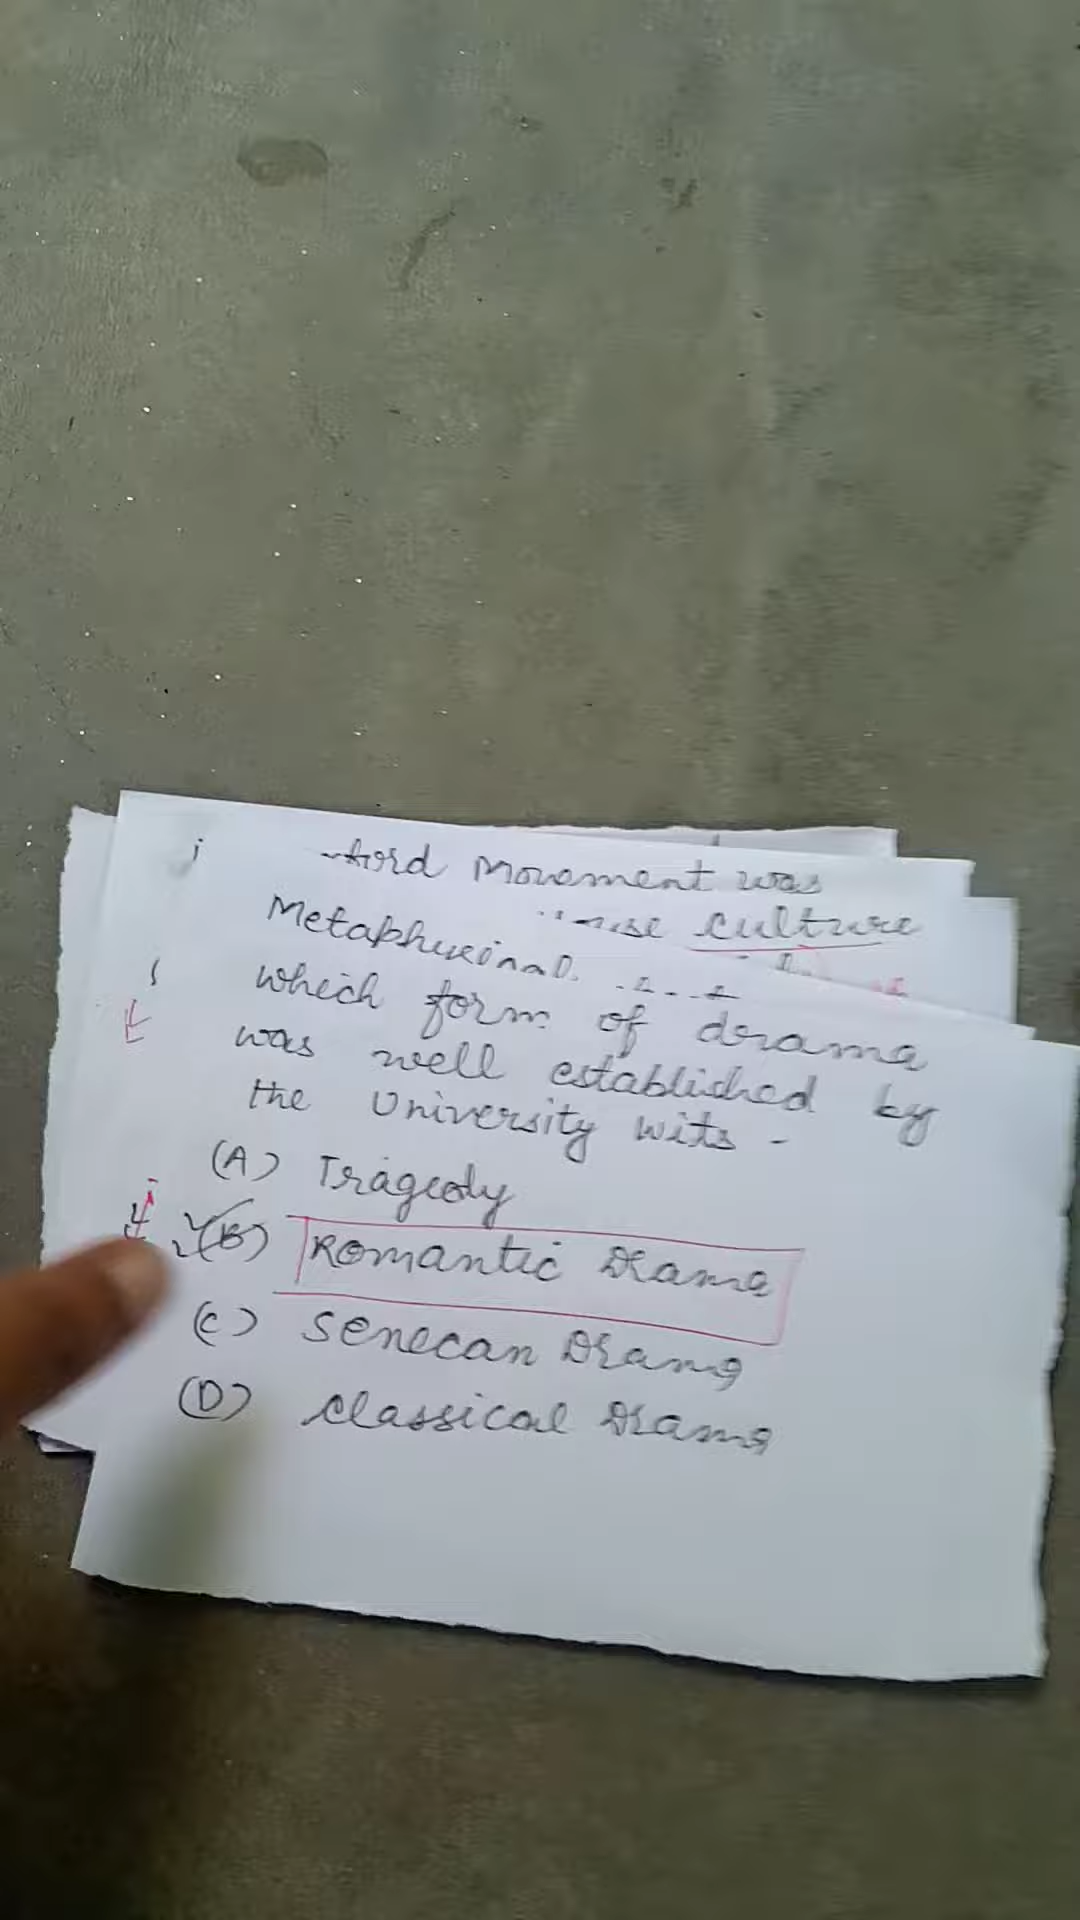 Movement was
culture
which form of drama
was well established by
the University wits -
(A) Tragedy
(B) Romantic Drama
(C) Senecan Drama
(D) Classical Drama